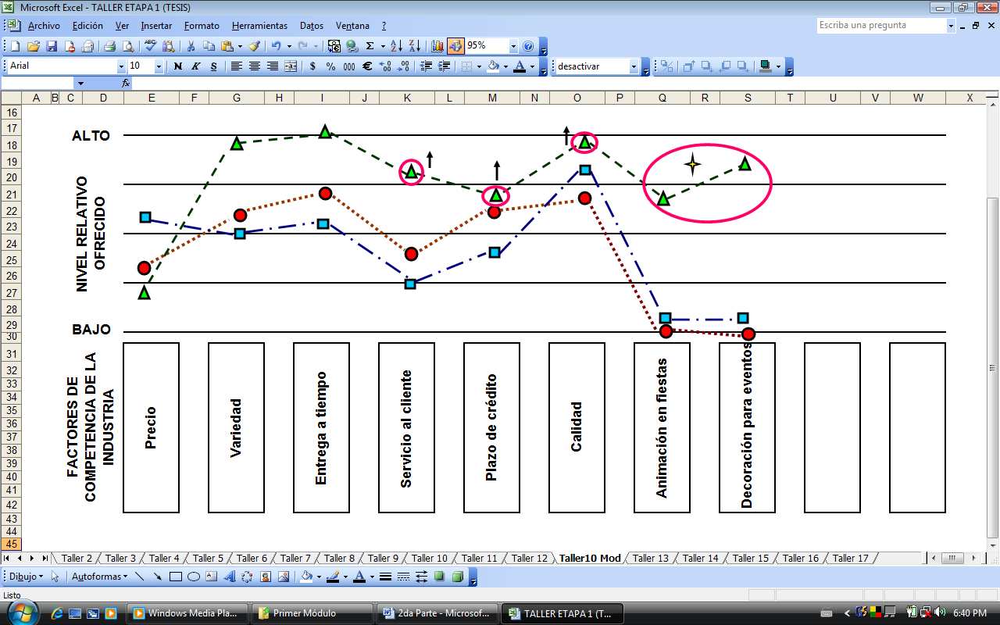 Microsoft Excel - TALLER ETAPA 1 (TESIS)
Archivo Edición Ver Insertar Formato Herramientas Datos Ventana ?
Escriba una pregunta
95%
Arial 10 N K S $ % 000 €
desactivar
fx
A B C D E F G H I J K L M N O P Q R S T U V W X
16
17
18
19
20
21
22
23
24
25
26
27
28
29
30
31
32
33
34
35
36
37
38
39
40
41
42
43
44
45
ALTO
NIVEL RELATIVO
OFRECIDO
BAJO
FACTORES DE
COMPETENCIA DE LA
INDUSTRIA
Precio
Variedad
Entrega a tiempo
Servicio al cliente
Plazo de crédito
Calidad
Animación en fiestas
Decoración para eventos
Taller 2 Taller 3 Taller 4 Taller 5 Taller 6 Taller 7 Taller 8 Taller 9 Taller 10 Taller 11 Taller 12 Taller10 Mod Taller 13 Taller 14 Taller 15 Taller 16 Taller 17
Dibujo Autoformas
Listo
Windows Media Pla... Primer Módulo 2da Parte - Microsof... TALLER ETAPA 1 (T... 6:40 PM